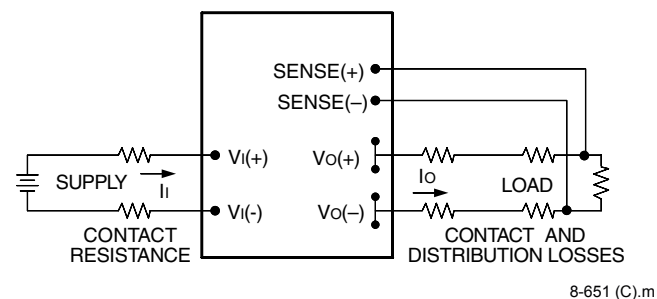 SENSE(+)
SENSE(–)
VI(+)
VO(+)
IO
SUPPLY
II
LOAD
VI(-)
VO(–)
CONTACT
RESISTANCE
CONTACT AND
DISTRIBUTION LOSSES
8-651 (C).m